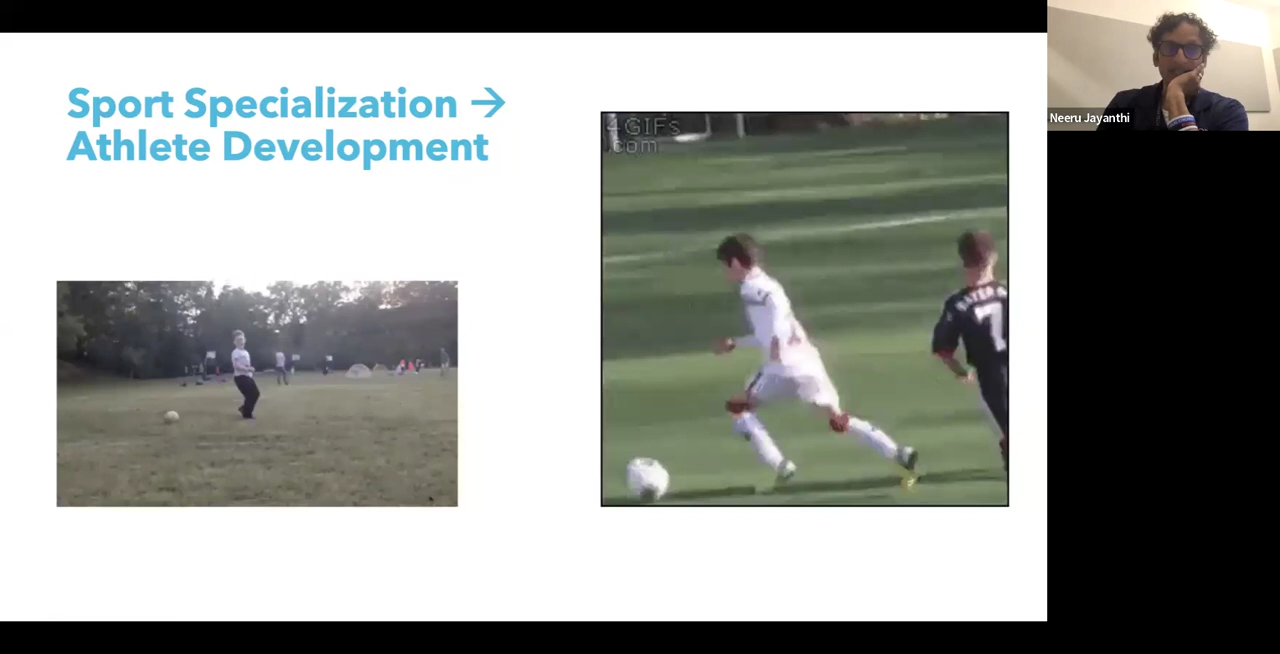 Sport Specialization →
Athlete Development
4GIFs
.com
7
Neeru Jayanthi